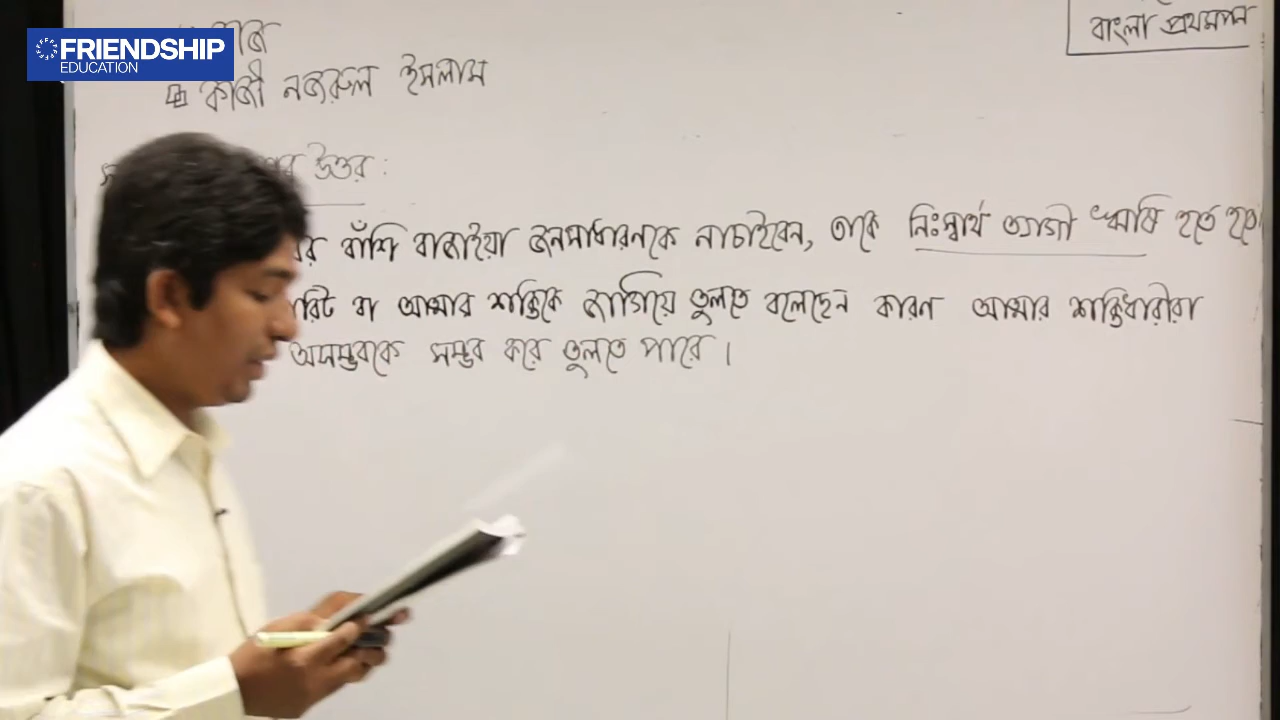 FRIENDSHIP
EDUCATION
বাংলা প্রথমপত্র
কাজী নজরুল ইসলাম
উত্তর :
বাঁশি বাজাইয়া জনসাধারনকে নাচাইবেন, তাকে নিঃস্বার্থ ত্যাগী ঋষি হতে হবে
বা আত্মার শক্তিকে জাগিয়ে তুলতে বলেছেন কারন আত্মার শক্তিধারীরা
অসম্ভবকে সম্ভব করে তুলতে পারে।